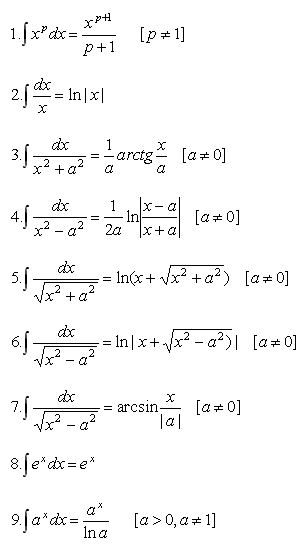 1.∫x^p dx = x^(p+1) / (p+1) [p ≠ 1]
2.∫ dx/x = ln|x|
3.∫ dx/(x² + a²) = (1/a) arctg (x/a) [a ≠ 0]
4.∫ dx/(x² − a²) = (1/2a) ln|(x − a)/(x + a)| [a ≠ 0]
5.∫ dx/√(x² + a²) = ln(x + √(x² + a²)) [a ≠ 0]
6.∫ dx/√(x² − a²) = ln|x + √(x² − a²)| [a ≠ 0]
7.∫ dx/√(x² − a²) = arcsin x/|a| [a ≠ 0]
8.∫e^x dx = e^x
9.∫a^x dx = a^x / ln a [a > 0, a ≠ 1]